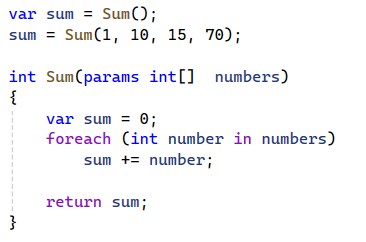 var sum = Sum();
sum = Sum(1, 10, 15, 70);

int Sum(params int[]  numbers)
{
    var sum = 0;
    foreach (int number in numbers)
        sum += number;

    return sum;
}